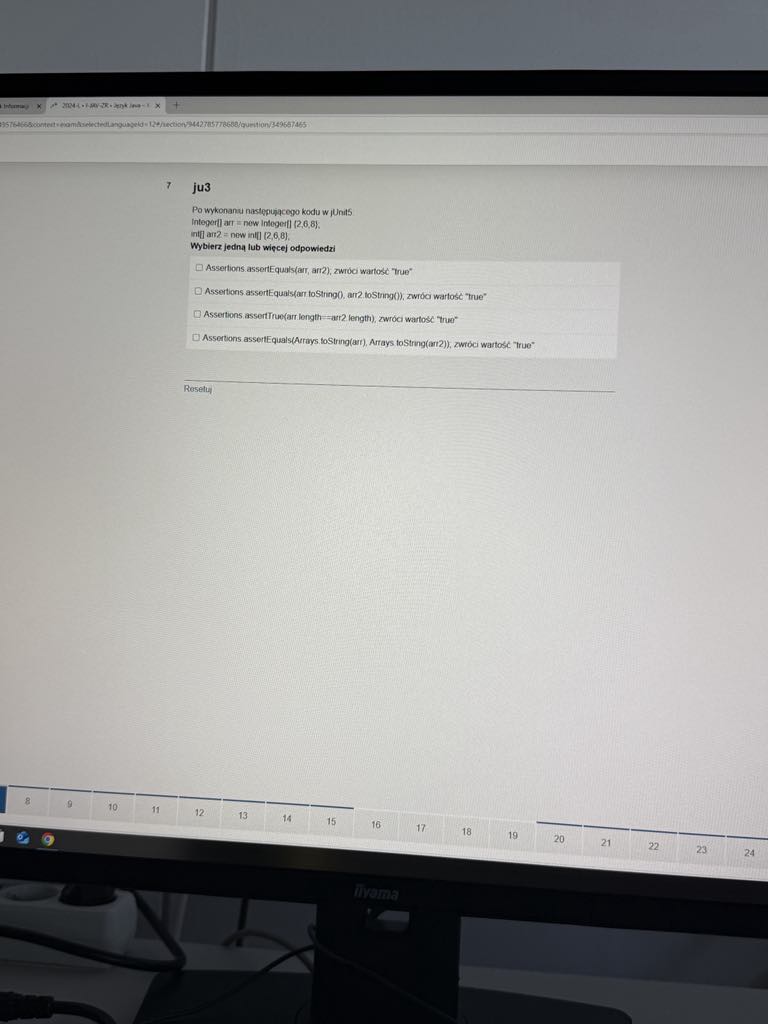 2024-L • I-JAV-ZR • Język Java –
context=exam&selectedLanguageId=12#/section/9442785778688/question/349687465
7 ju3
Po wykonaniu następującego kodu w jUnit5:
Integer[] arr = new Integer[] {2,6,8};
int[] arr2 = new int[] {2,6,8};
Wybierz jedną lub więcej odpowiedzi
Assertions.assertEquals(arr, arr2); zwróci wartość "true"
Assertions.assertEquals(arr.toString(), arr2.toString()); zwróci wartość "true"
Assertions.assertTrue(arr.length==arr2.length); zwróci wartość "true"
Assertions.assertEquals(Arrays.toString(arr), Arrays.toString(arr2)); zwróci wartość "true"
Resetuj
8 9 10 11 12 13 14 15 16 17 18 19 20 21 22 23 24
iiyama